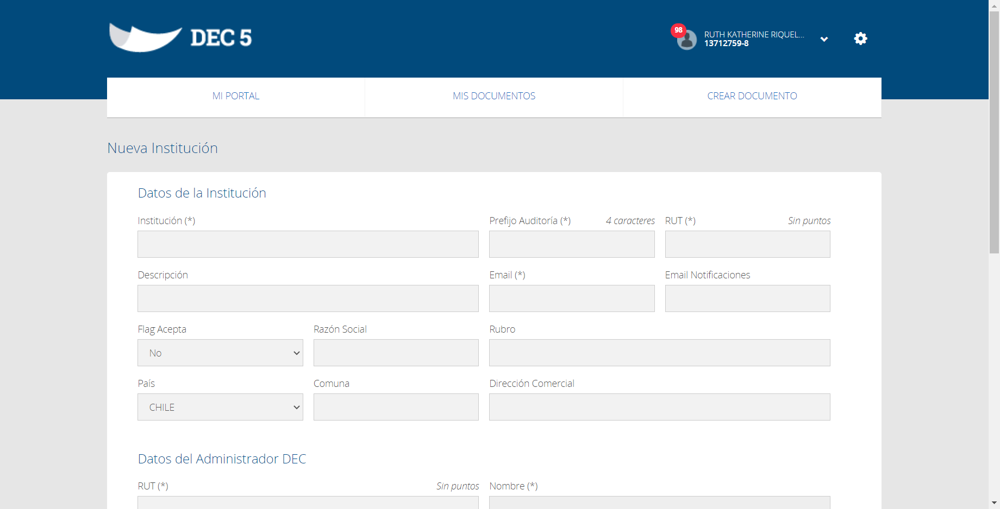 DEC 5
98
RUTH KATHERINE RIQUEL...
13712759-8
MI PORTAL
MIS DOCUMENTOS
CREAR DOCUMENTO
Nueva Institución
Datos de la Institución
Institución (*)
Prefijo Auditoría (*)
4 caracteres
RUT (*)
Sin puntos
Descripción
Email (*)
Email Notificaciones
Flag Acepta
Razón Social
Rubro
No
País
Comuna
Dirección Comercial
CHILE
Datos del Administrador DEC
RUT (*)
Sin puntos
Nombre (*)